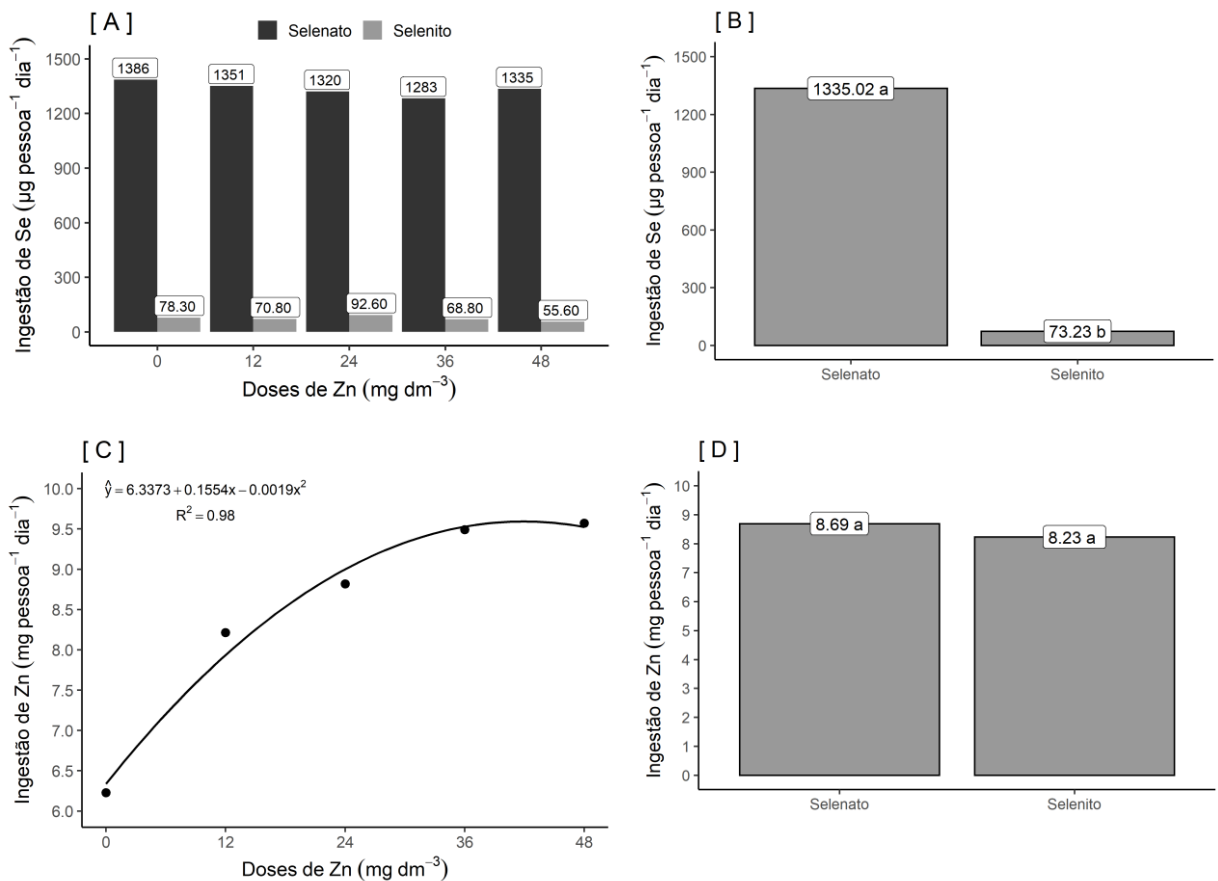 [ A ]
Selenato Selenito
Ingestão de Se (µg pessoa⁻¹ dia⁻¹)
1500
1200
900
600
300
0
1386 1351 1320 1283 1335
78.30 70.80 92.60 68.80 55.60
0 12 24 36 48
Doses de Zn (mg dm⁻³)
[ B ]
Ingestão de Se (µg pessoa⁻¹ dia⁻¹)
1500
1200
900
600
300
0
1335.02 a
73.23 b
Selenato Selenito
[ C ]
Ingestão de Zn (mg pessoa⁻¹ dia⁻¹)
10.0
9.5
9.0
8.5
8.0
7.5
7.0
6.5
6.0
ŷ = 6.3373 + 0.1554x − 0.0019x²
R² = 0.98
0 12 24 36 48
Doses de Zn (mg dm⁻³)
[ D ]
Ingestão de Zn (mg pessoa⁻¹ dia⁻¹)
10
9
8
7
6
5
4
3
2
1
0
8.69 a 8.23 a
Selenato Selenito